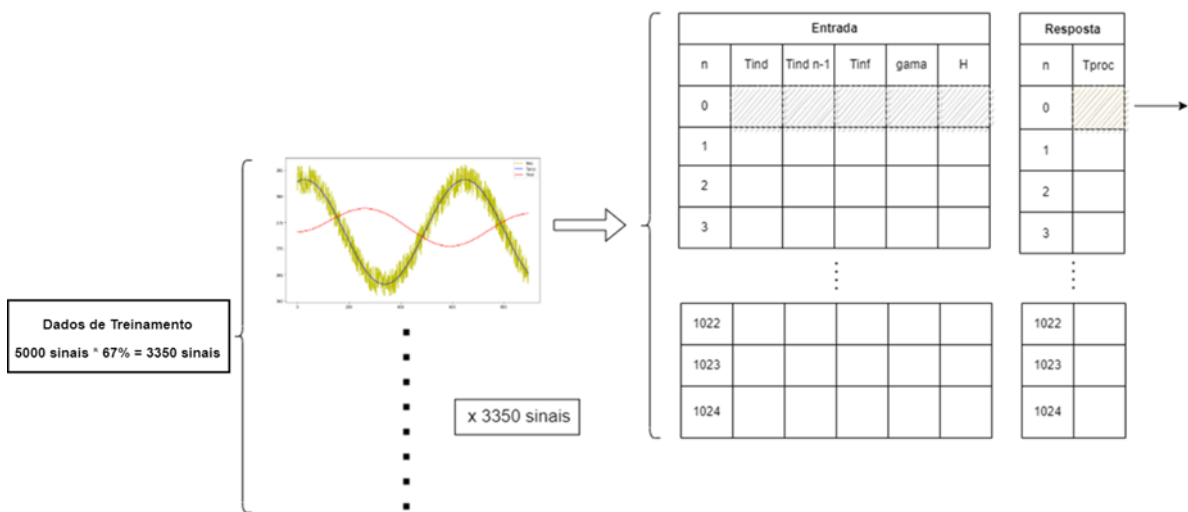 Dados de Treinamento
5000 sinais * 67% = 3350 sinais
x 3350 sinais
Entrada
n Tind Tind n-1 Tinf gama H
0
1
2
3
1022
1023
1024
Resposta
n Tproc
0
1
2
3
1022
1023
1024